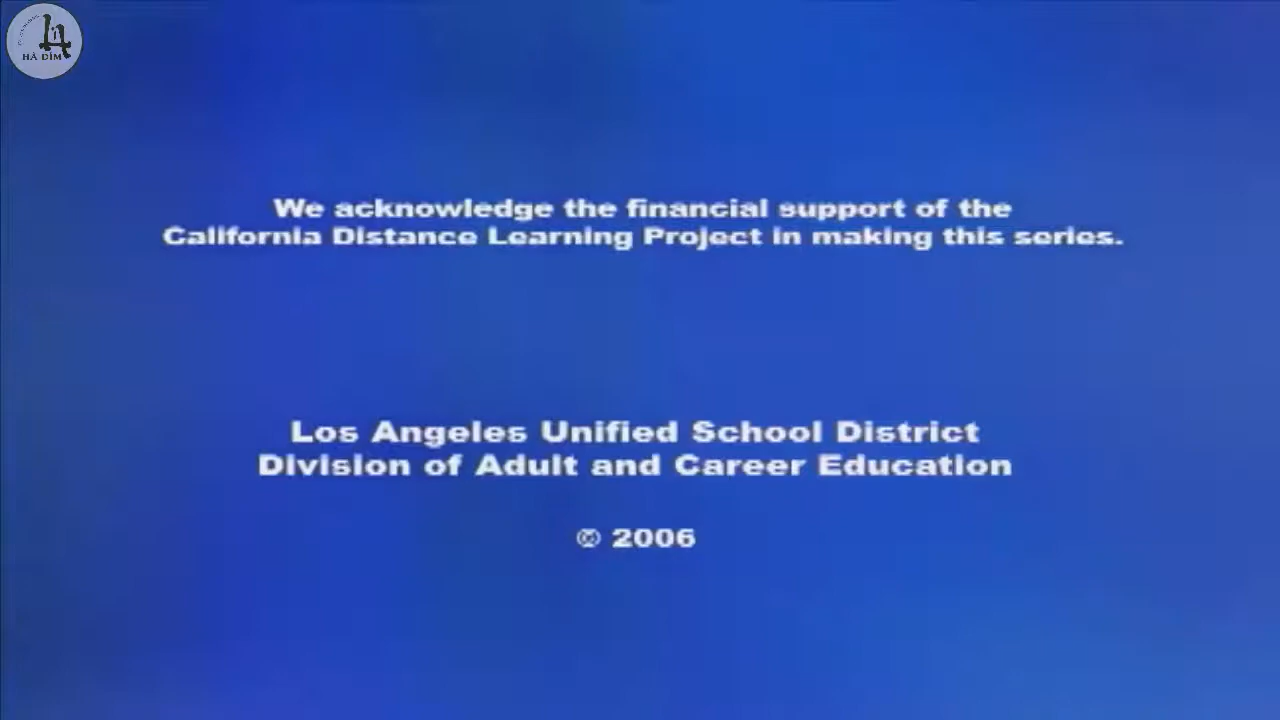 HÀ DÌM
We acknowledge the financial support of the
California Distance Learning Project in making this series.
Los Angeles Unified School District
Division of Adult and Career Education
© 2006